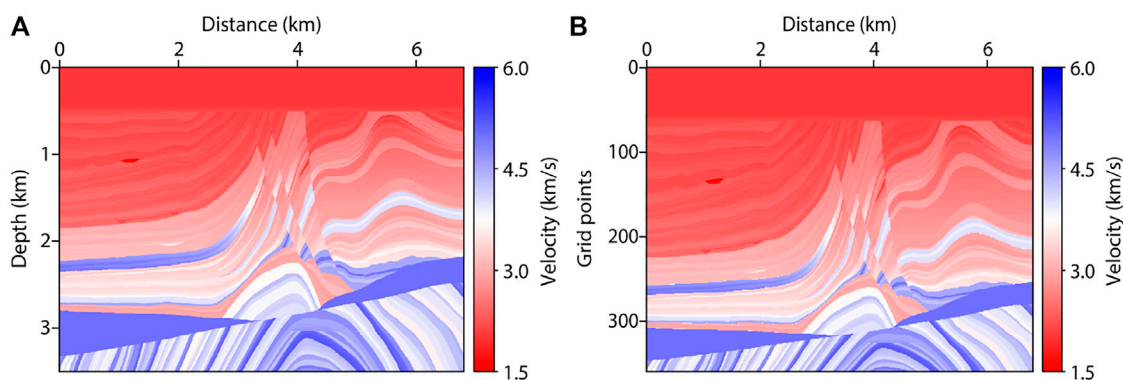 A
Distance (km)
0 2 4 6
0
1
2
3
Depth (km)
6.0
4.5
3.0
1.5
Velocity (km/s)
B
Distance (km)
0 2 4 6
0
100
200
300
Grid points
6.0
4.5
3.0
1.5
Velocity (km/s)